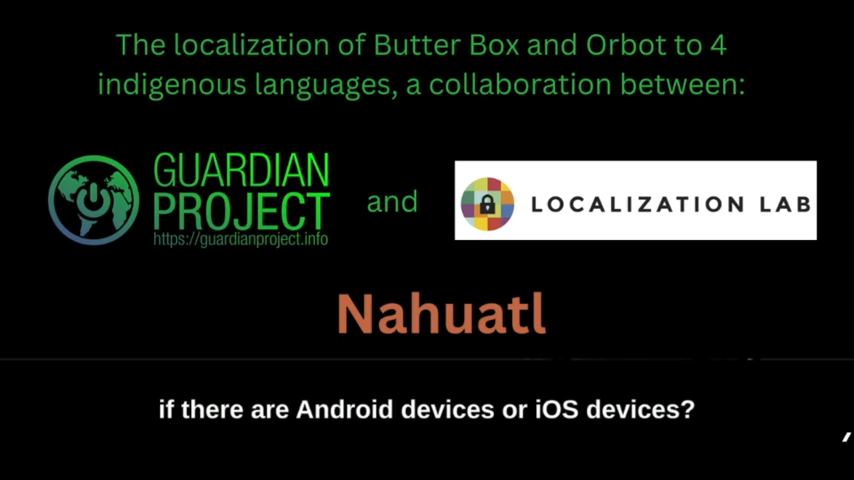 The localization of Butter Box and Orbot to 4
indigenous languages, a collaboration between:
GUARDIAN
PROJECT
https://guardianproject.info
and
LOCALIZATION LAB
Nahuatl
if there are Android devices or iOS devices?